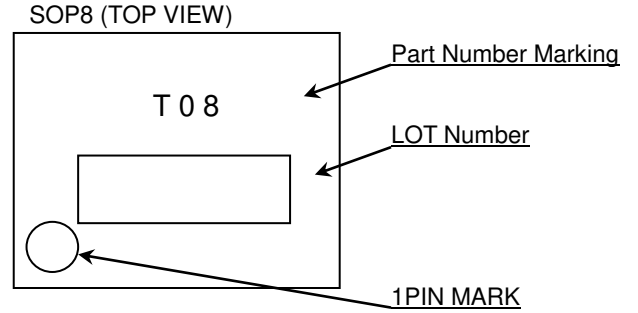 SOP8 (TOP VIEW)
Part Number Marking
T 0 8
LOT Number
1PIN MARK